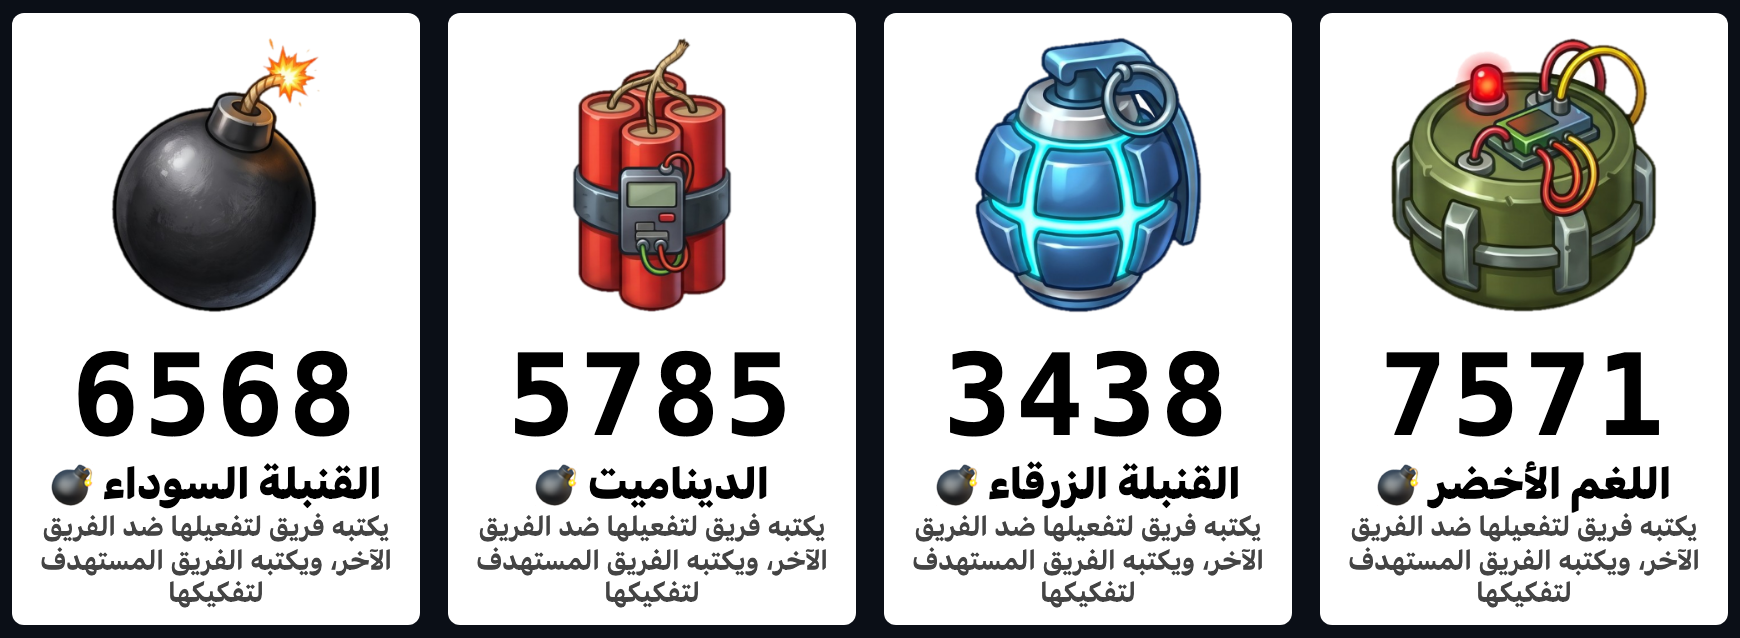 6568
القنبلة السوداء 💣
يكتبه فريق لتفعيلها ضد الفريق
الآخر، ويكتبه الفريق المستهدف
لتفكيكها
5785
الديناميت 💣
يكتبه فريق لتفعيلها ضد الفريق
الآخر، ويكتبه الفريق المستهدف
لتفكيكها
3438
القنبلة الزرقاء 💣
يكتبه فريق لتفعيلها ضد الفريق
الآخر، ويكتبه الفريق المستهدف
لتفكيكها
7571
اللغم الأخضر 💣
يكتبه فريق لتفعيلها ضد الفريق
الآخر، ويكتبه الفريق المستهدف
لتفكيكها